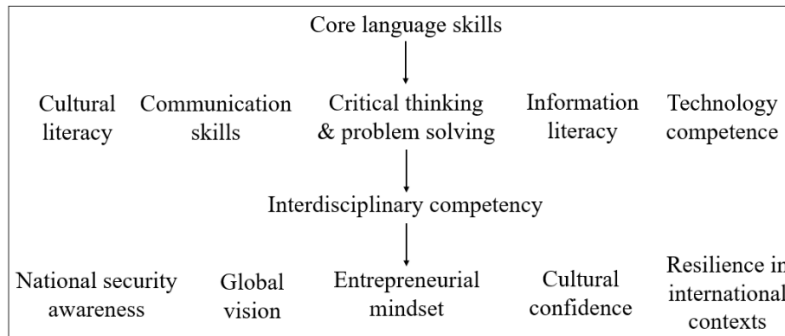 Core language skills
Cultural literacy
Communication skills
Critical thinking & problem solving
Information literacy
Technology competence
Interdisciplinary competency
National security awareness
Global vision
Entrepreneurial mindset
Cultural confidence
Resilience in international contexts